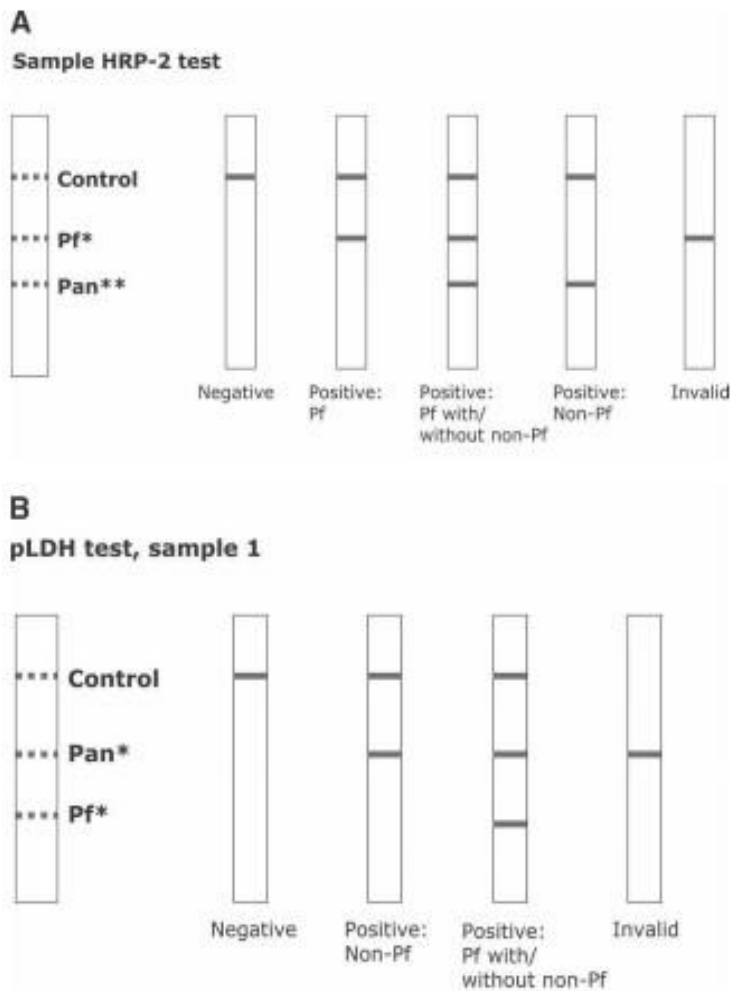 A
Sample HRP-2 test
Control
Pf*
Pan**
Negative
Positive:
Pf
Positive:
Pf with/
without non-Pf
Positive:
Non-Pf
Invalid
B
pLDH test, sample 1
Control
Pan*
Pf*
Negative
Positive:
Non-Pf
Positive:
Pf with/
without non-Pf
Invalid